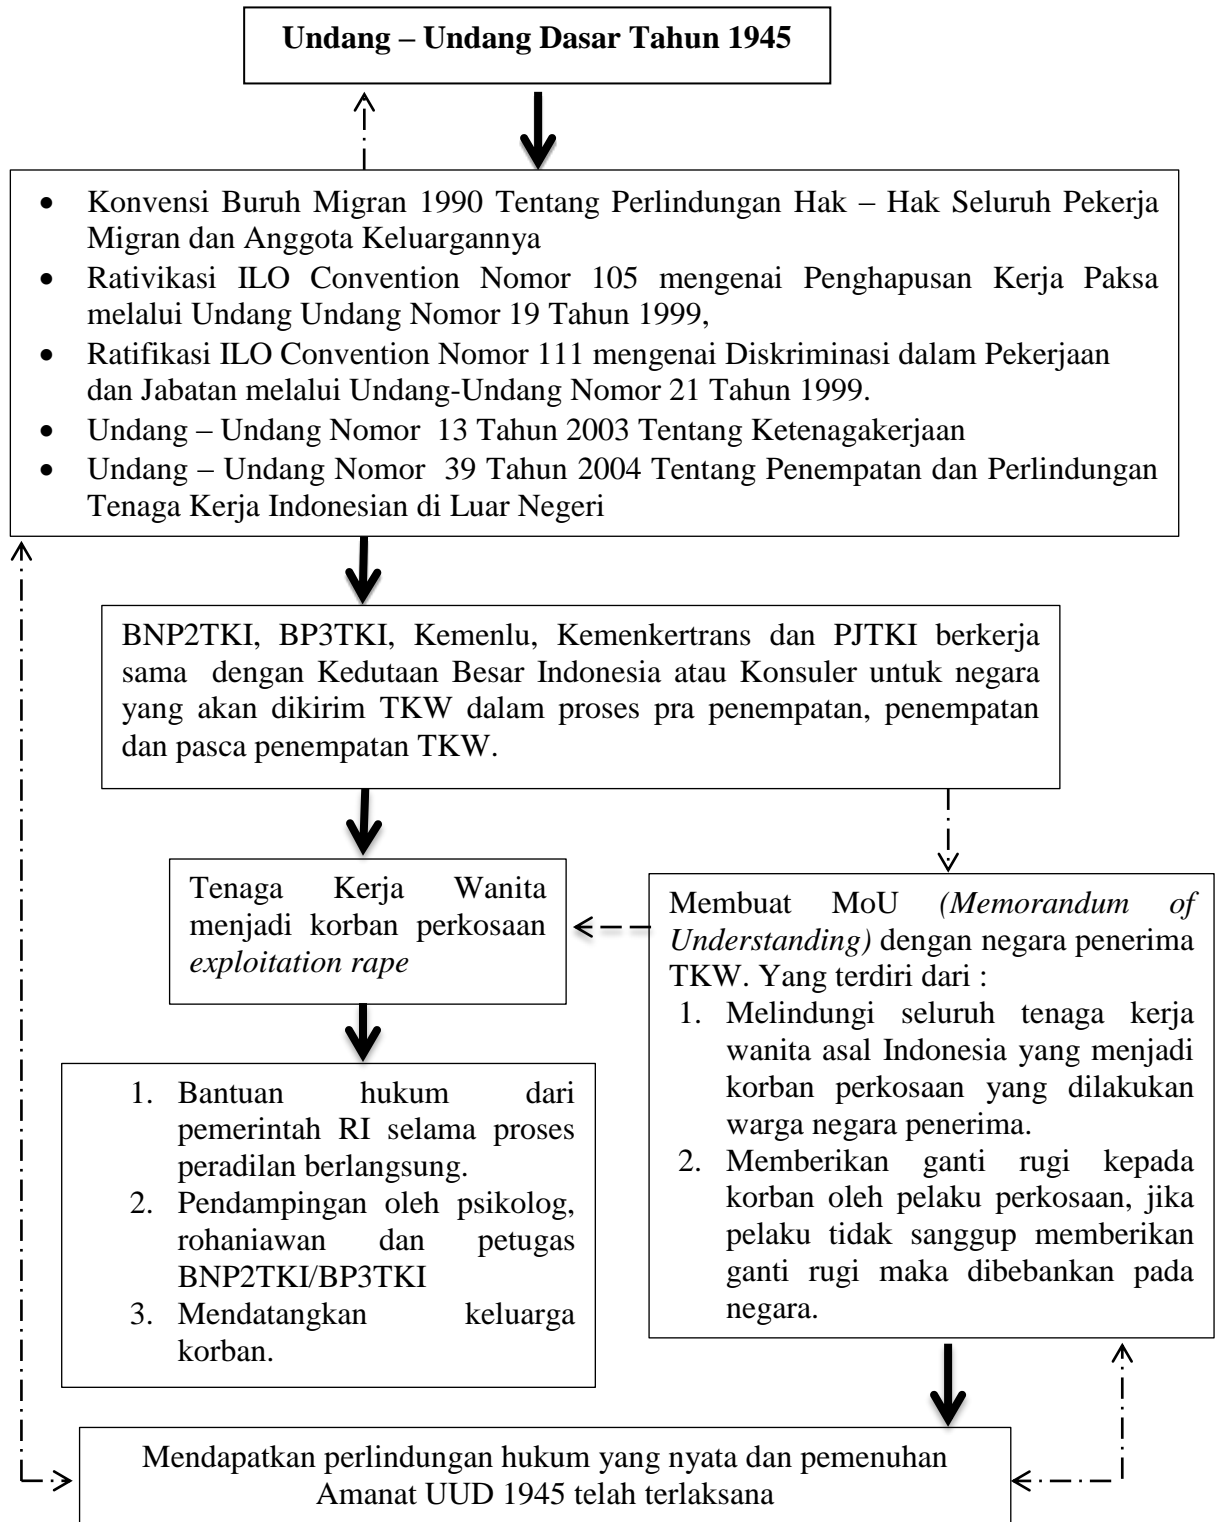 Undang – Undang Dasar Tahun 1945
• Konvensi Buruh Migran 1990 Tentang Perlindungan Hak – Hak Seluruh Pekerja
Migran dan Anggota Keluargannya
• Rativikasi ILO Convention Nomor 105 mengenai Penghapusan Kerja Paksa
melalui Undang Undang Nomor 19 Tahun 1999,
• Ratifikasi ILO Convention Nomor 111 mengenai Diskriminasi dalam Pekerjaan
dan Jabatan melalui Undang-Undang Nomor 21 Tahun 1999.
• Undang – Undang Nomor 13 Tahun 2003 Tentang Ketenagakerjaan
• Undang – Undang Nomor 39 Tahun 2004 Tentang Penempatan dan Perlindungan
Tenaga Kerja Indonesian di Luar Negeri
BNP2TKI, BP3TKI, Kemenlu, Kemenkertrans dan PJTKI berkerja
sama dengan Kedutaan Besar Indonesia atau Konsuler untuk negara
yang akan dikirim TKW dalam proses pra penempatan, penempatan
dan pasca penempatan TKW.
Tenaga Kerja Wanita
menjadi korban perkosaan
exploitation rape
Membuat MoU (Memorandum of
Understanding) dengan negara penerima
TKW. Yang terdiri dari :
1. Melindungi seluruh tenaga kerja
wanita asal Indonesia yang menjadi
korban perkosaan yang dilakukan
warga negara penerima.
2. Memberikan ganti rugi kepada
korban oleh pelaku perkosaan, jika
pelaku tidak sanggup memberikan
ganti rugi maka dibebankan pada
negara.
1. Bantuan hukum dari
pemerintah RI selama proses
peradilan berlangsung.
2. Pendampingan oleh psikolog,
rohaniawan dan petugas
BNP2TKI/BP3TKI
3. Mendatangkan keluarga
korban.
Mendapatkan perlindungan hukum yang nyata dan pemenuhan
Amanat UUD 1945 telah terlaksana